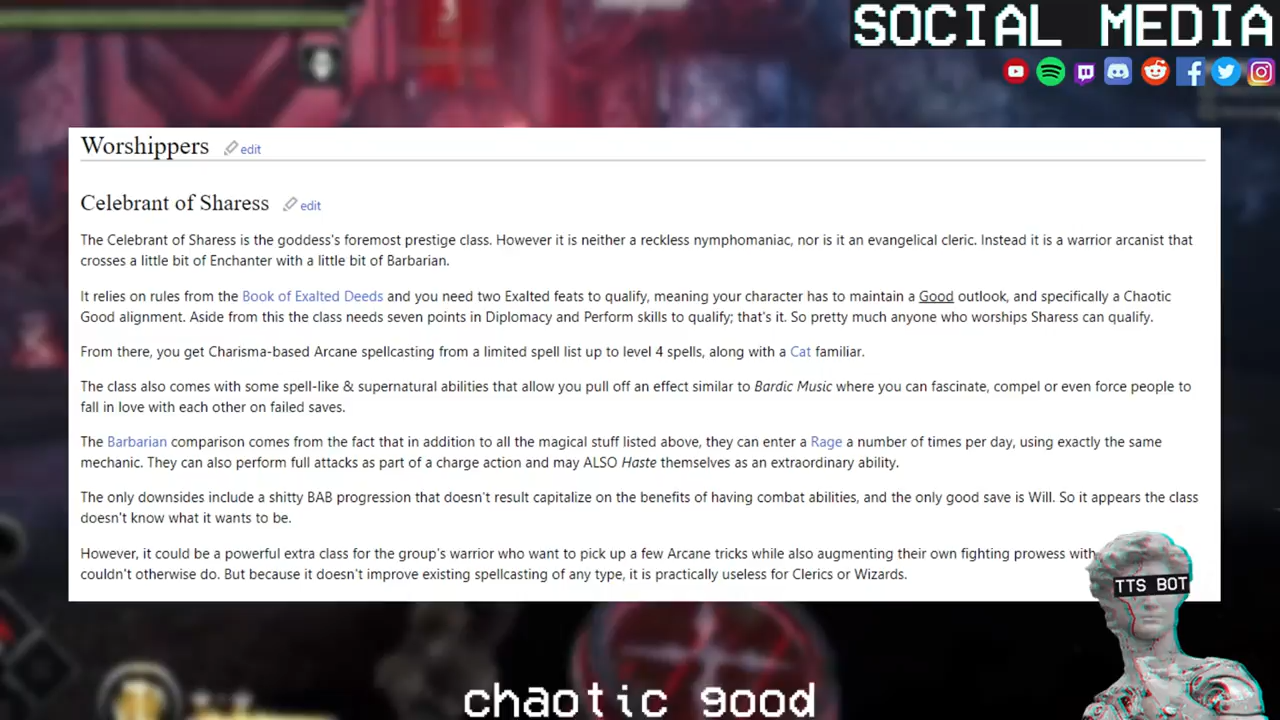 SOCIAL MEDIA
Worshippers edit
Celebrant of Sharess edit
The Celebrant of Sharess is the goddess's foremost prestige class. However it is neither a reckless nymphomaniac, nor is it an evangelical cleric. Instead it is a warrior arcanist that
crosses a little bit of Enchanter with a little bit of Barbarian.
It relies on rules from the Book of Exalted Deeds and you need two Exalted feats to qualify, meaning your character has to maintain a Good outlook, and specifically a Chaotic
Good alignment. Aside from this the class needs seven points in Diplomacy and Perform skills to qualify; that's it. So pretty much anyone who worships Sharess can qualify.
From there, you get Charisma-based Arcane spellcasting from a limited spell list up to level 4 spells, along with a Cat familiar.
The class also comes with some spell-like & supernatural abilities that allow you pull off an effect similar to Bardic Music where you can fascinate, compel or even force people to
fall in love with each other on failed saves.
The Barbarian comparison comes from the fact that in addition to all the magical stuff listed above, they can enter a Rage a number of times per day, using exactly the same
mechanic. They can also perform full attacks as part of a charge action and may ALSO Haste themselves as an extraordinary ability.
The only downsides include a shitty BAB progression that doesn't result capitalize on the benefits of having combat abilities, and the only good save is Will. So it appears the class
doesn't know what it wants to be.
However, it could be a powerful extra class for the group's warrior who want to pick up a few Arcane tricks while also augmenting their own fighting prowess with
couldn't otherwise do. But because it doesn't improve existing spellcasting of any type, it is practically useless for Clerics or Wizards.
TTS BOT
chaotic good